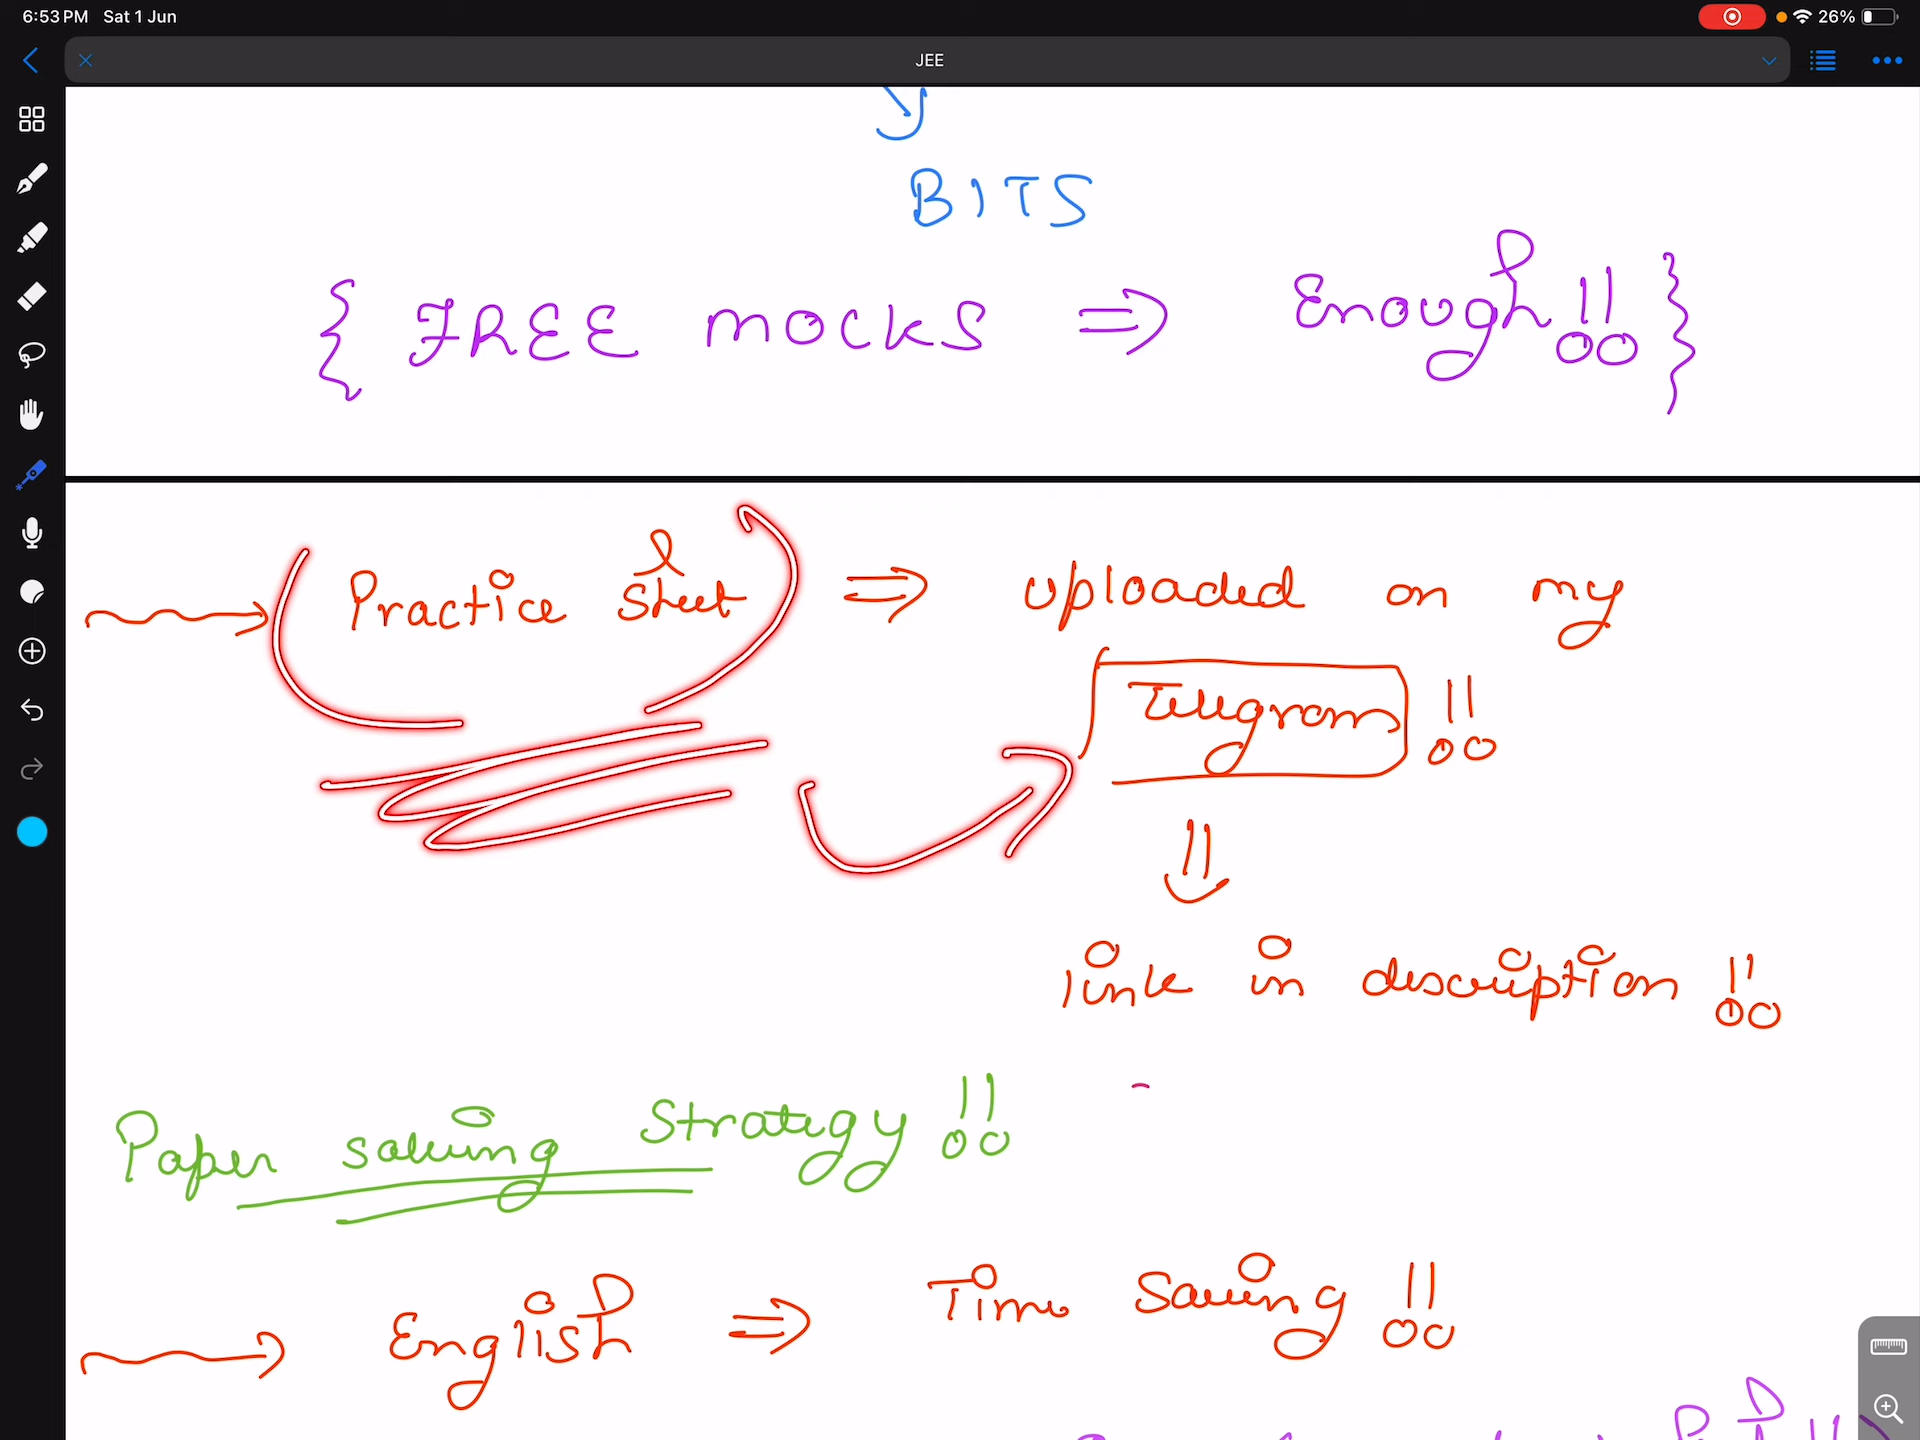 6:53 PM Sat 1 Jun
26%
JEE
BITS
{ FREE mocks ⇒ Enough !! }
Practice Sheet ⇒ uploaded on my
Telegram !!
link in description !!
Paper solving Strategy !!
English ⇒ Time Saving !!